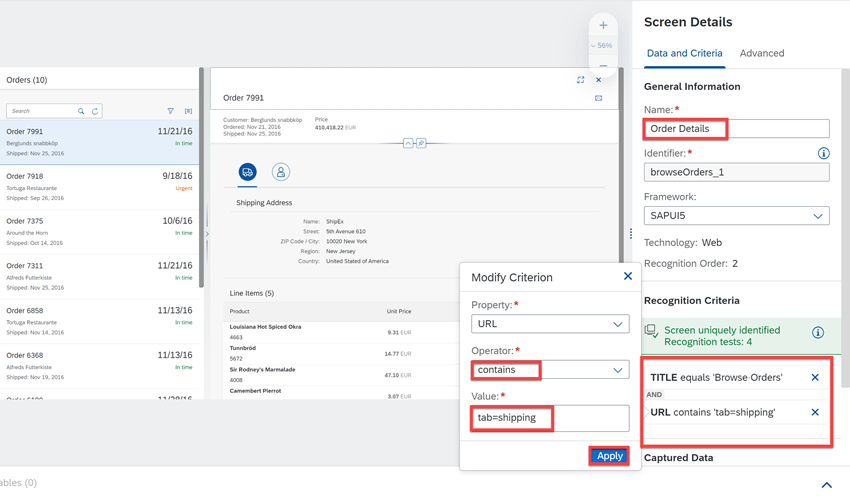 Screen Details
Data and Criteria
Advanced
56%
General Information
Name:*
Order Details
Identifier:*
browseOrders_1
Framework:
SAPUI5
Technology: Web
Recognition Order: 2
Recognition Criteria
Screen uniquely identified
Recognition tests: 4
TITLE equals 'Browse Orders'
AND
URL contains 'tab=shipping'
Captured Data
Orders (10)
Search
Order 7991
11/21/16
Berglunds snabbköp
In time
Shipped: Nov 25, 2016
Order 7918
9/18/16
Tortuga Restaurante
Urgent
Shipped: Sep 26, 2016
Order 7375
10/6/16
Around the Horn
In time
Shipped: Oct 14, 2016
Order 7311
11/21/16
Alfreds Futterkiste
In time
Shipped: Nov 25, 2016
Order 6858
11/13/16
Tortuga Restaurante
In time
Shipped: Nov 14, 2016
Order 6368
11/13/16
Alfreds Futterkiste
In time
Shipped: Nov 19, 2016
Order 7991
Customer: Berglunds snabbköp
Ordered: Nov 21, 2016
Shipped: Nov 25, 2016
Price
410,418.22 EUR
Shipping Address
Name: ShipEx
Street: 5th Avenue 610
ZIP Code / City: 10020 New York
Region: New Jersey
Country: United Stated of America
Line Items (5)
Product
Unit Price
Louisiana Hot Spiced Okra
4663
9.31 EUR
Tunnbröd
5672
14.77 EUR
Sir Rodney's Marmalade
4008
47.10 EUR
Camembert Pierrot
3.07 EUR
Modify Criterion
Property:*
URL
Operator:*
contains
Value:*
tab=shipping
Apply
ables (0)